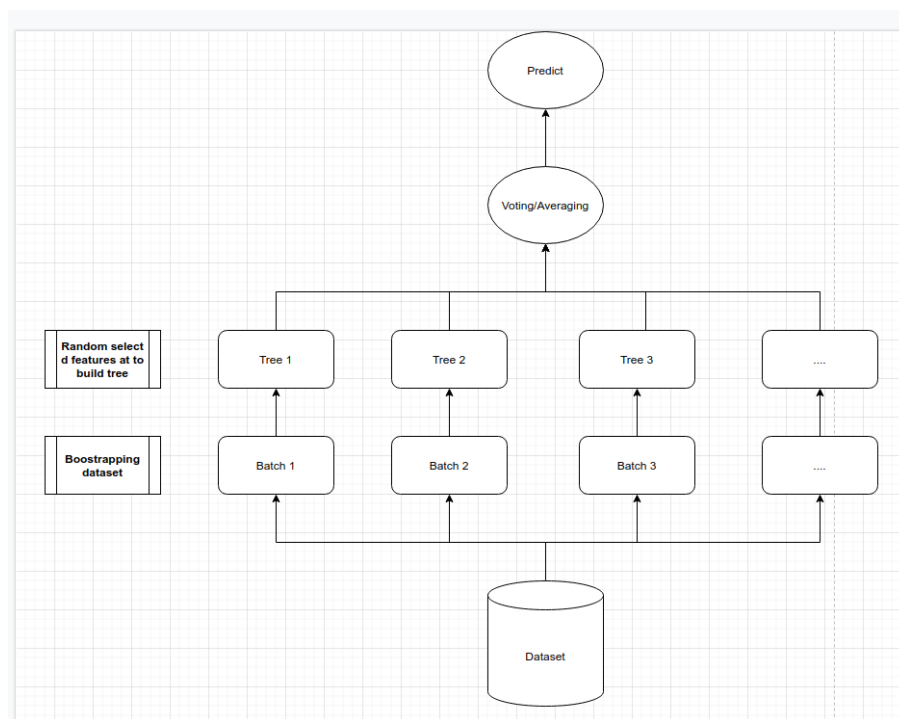 Predict
Voting/Averaging
Random select
d features at to
build tree
Tree 1
Tree 2
Tree 3
....
Boostrapping
dataset
Batch 1
Batch 2
Batch 3
....
Dataset